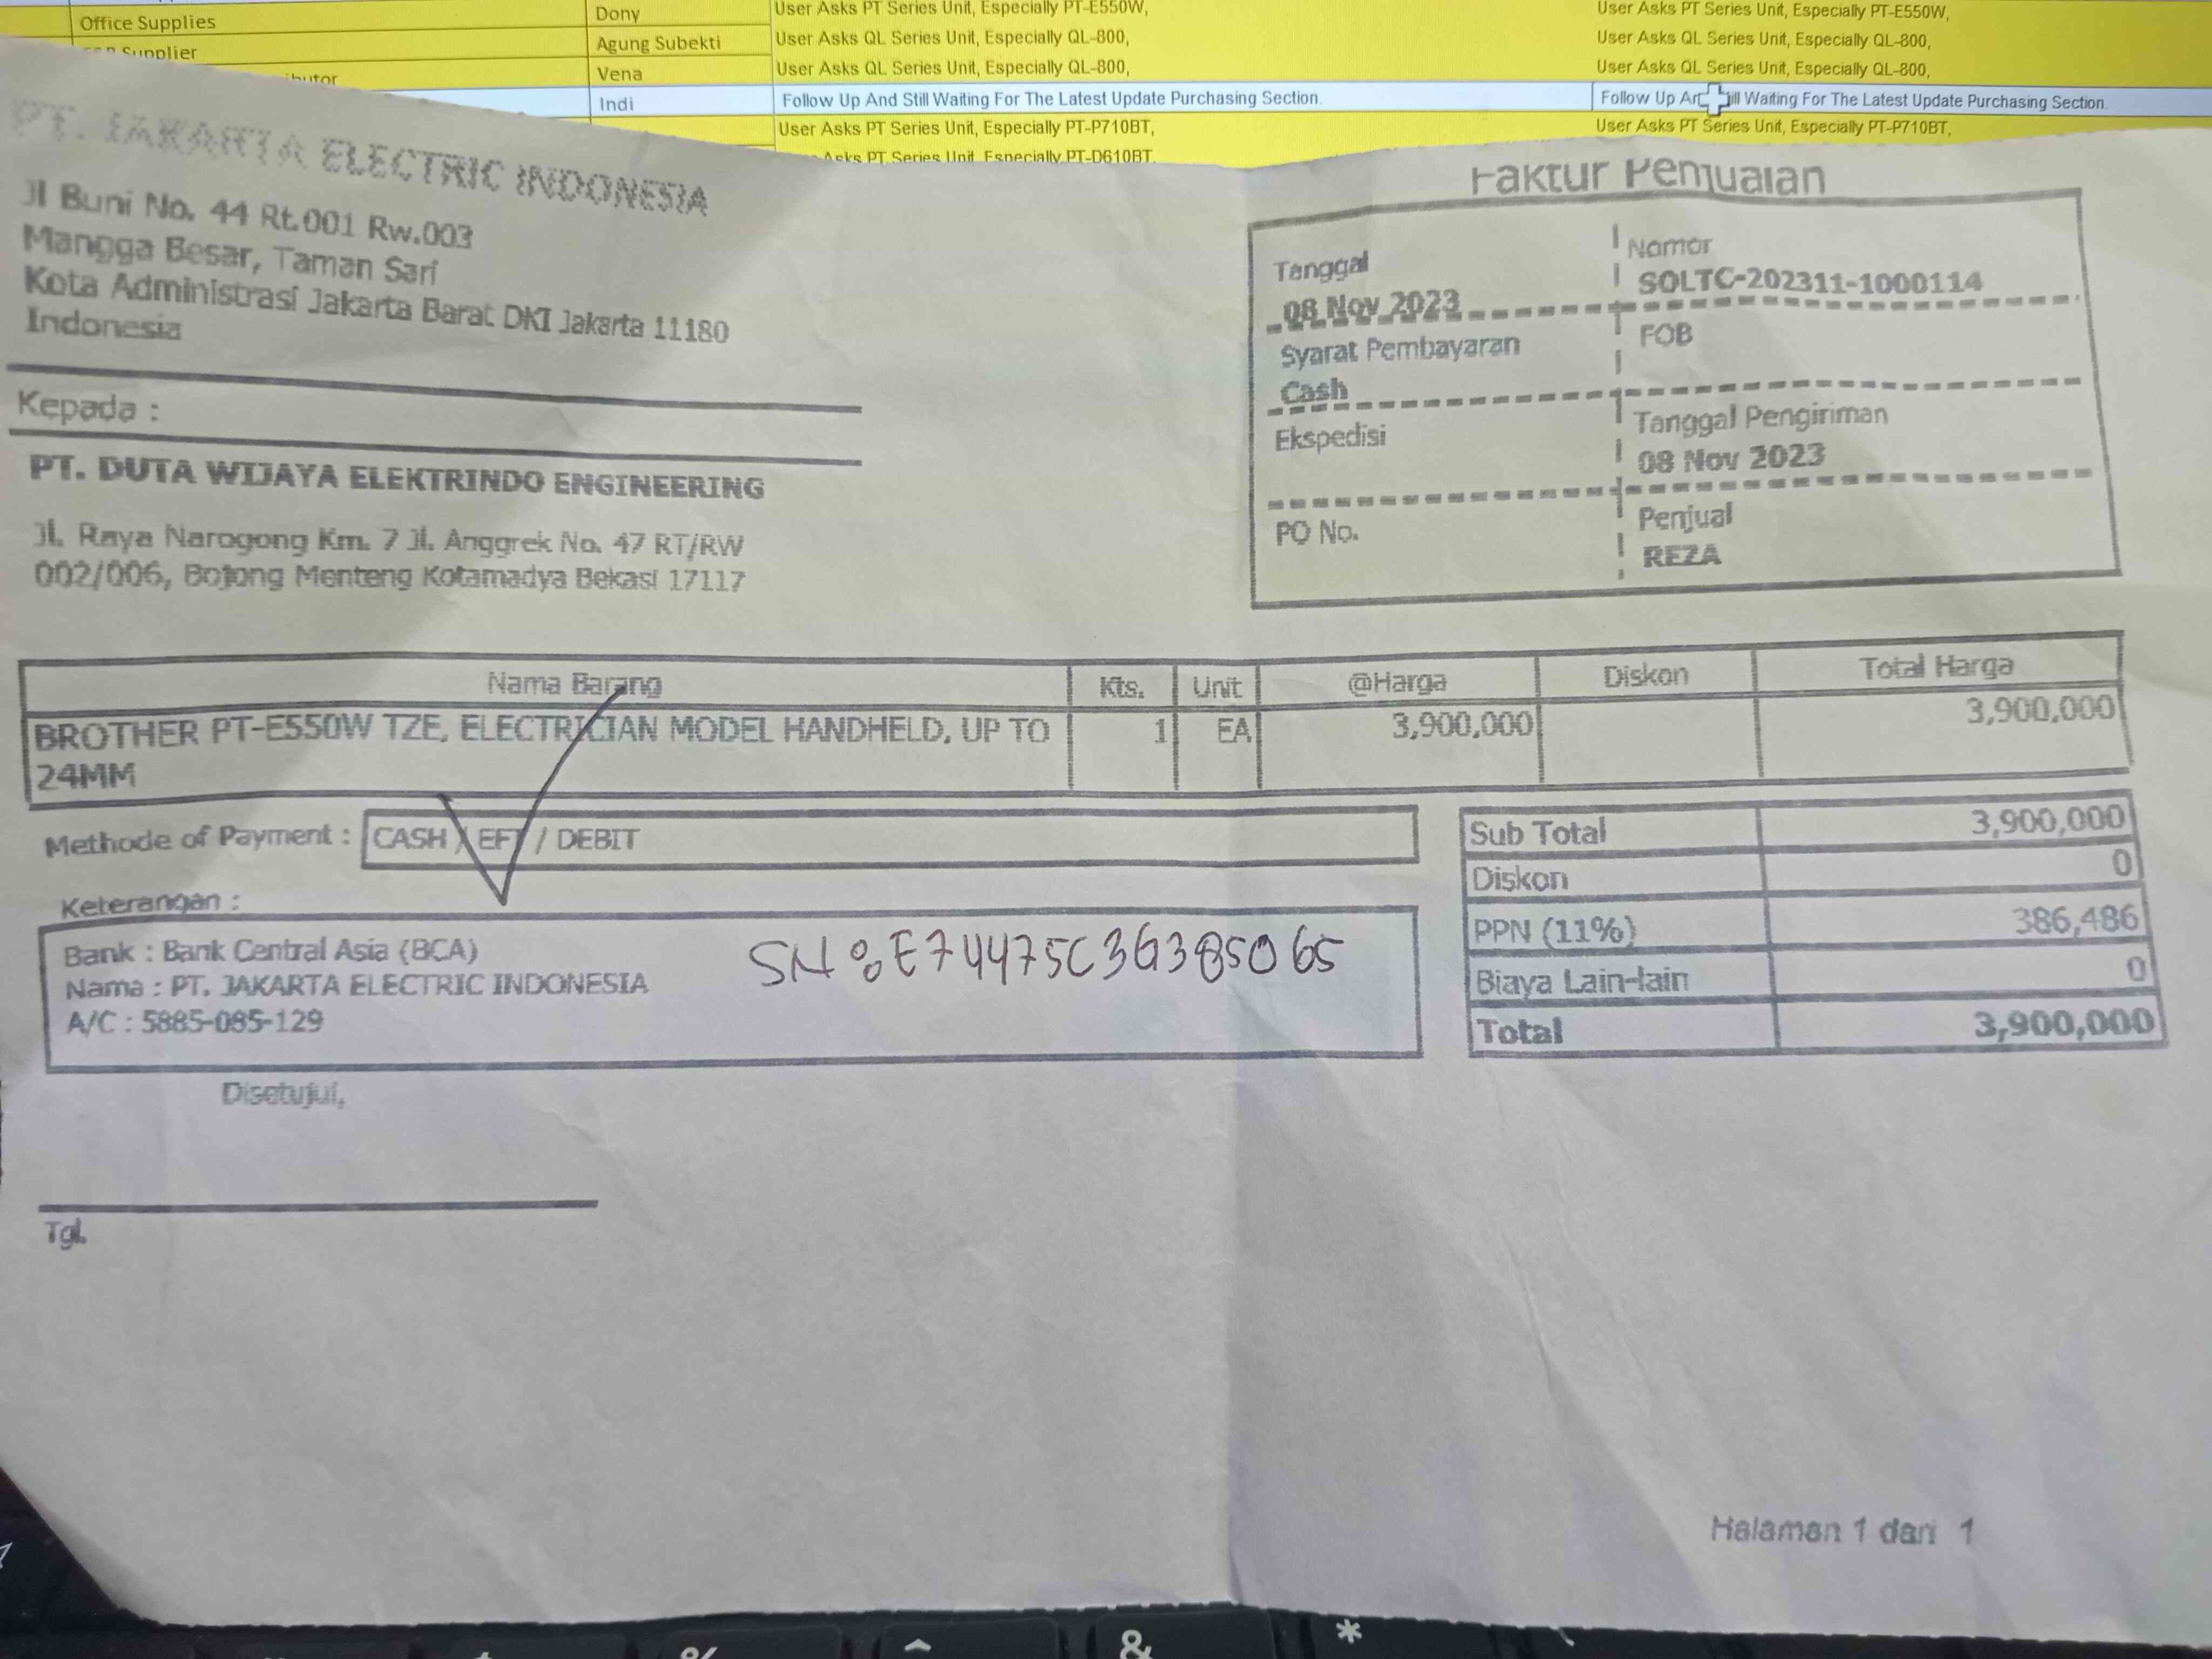 Office Supplies
Supplier
Dony
Agung Subekti
Vena
Indi
User Asks PT Series Unit, Especially PT-E550W,
User Asks QL Series Unit, Especially QL-800,
User Asks QL Series Unit, Especially QL-800,
Follow Up And Still Waiting For The Latest Update Purchasing Section.
User Asks PT Series Unit, Especially PT-P710BT,
Asks PT Series Unit, Especially PT-D610BT,
User Asks PT Series Unit, Especially PT-E550W,
User Asks QL Series Unit, Especially QL-800,
User Asks QL Series Unit, Especially QL-800,
Follow Up Waiting For The Latest Update Purchasing Section.
User Asks PT Series Unit, Especially PT-P710BT,
PT. JAKARTA ELECTRIC INDONESIA
Jl Buni No. 44 Rt.001 Rw.003
Mangga Besar, Taman Sari
Kota Administrasi Jakarta Barat DKI Jakarta 11180
Indonesia
Kepada :
PT. DUTA WIJAYA ELEKTRINDO ENGINEERING
Jl. Raya Narogong Km. 7 Jl. Anggrek No. 47 RT/RW
002/006, Bojong Menteng Kotamadya Bekasi 17117
Faktur Penjualan
Tanggal
08 Nov 2023
Nomor
SOLTC-202311-1000114
Syarat Pembayaran
Cash
FOB
Ekspedisi
Tanggal Pengiriman
08 Nov 2023
PO No.
Penjual
REZA
Nama Barang Kts. Unit @Harga Diskon Total Harga
BROTHER PT-E550W TZE, ELECTRICIAN MODEL HANDHELD, UP TO 1 EA 3,900,000 3,900,000
24MM
Methode of Payment : CASH / EFT / DEBIT
Keterangan :
Bank : Bank Central Asia (BCA)
Nama : PT. JAKARTA ELECTRIC INDONESIA
A/C : 5885-085-129
SN : E74475C3G385065
Sub Total 3,900,000
Diskon 0
PPN (11%) 386,486
Biaya Lain-lain 0
Total 3,900,000
Disetujui,
Tgl.
Halaman 1 dari 1
^
&
*